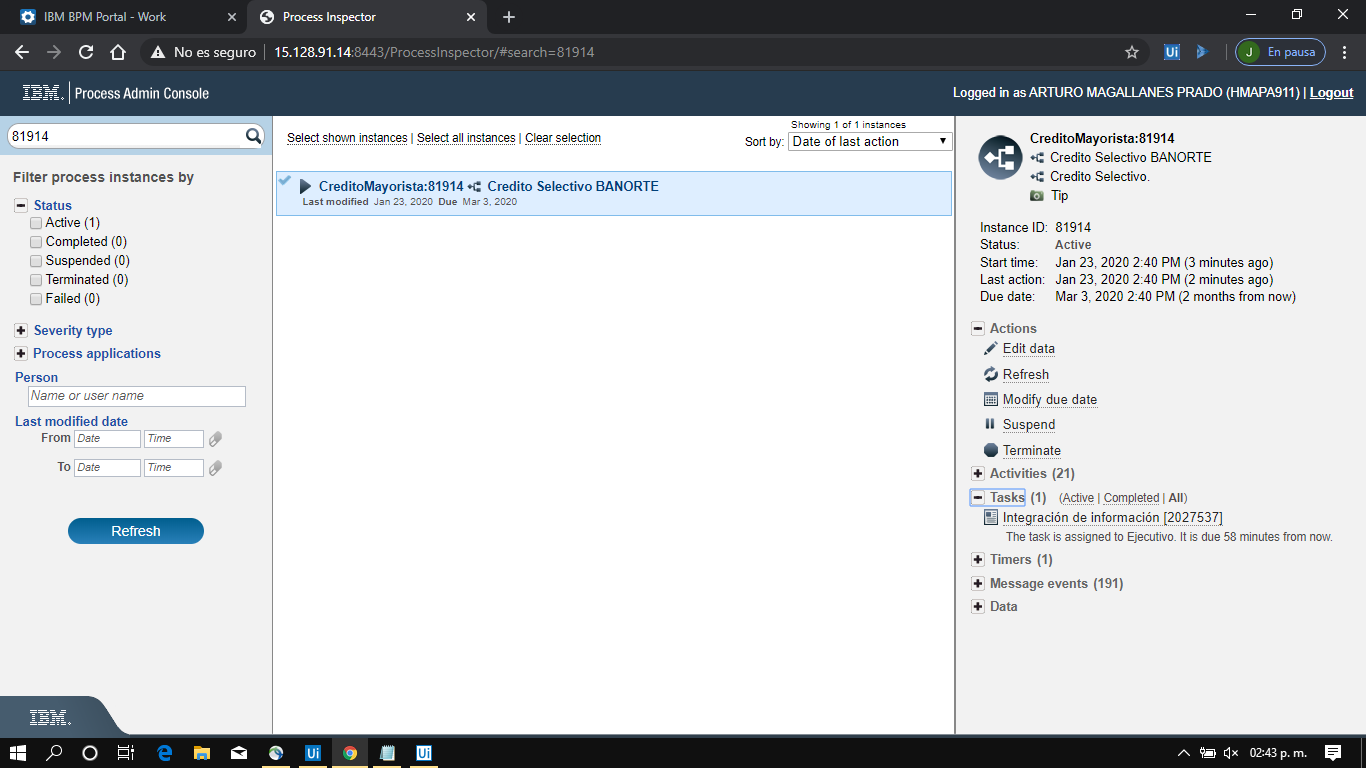 IBM BPM Portal - Work
Process Inspector
No es seguro 15.128.91.14:8443/ProcessInspector/#search=81914
Ui
J En pausa
IBM. Process Admin Console
Logged in as ARTURO MAGALLANES PRADO (HMAPA911) | Logout
81914
Filter process instances by
Status
Active (1)
Completed (0)
Suspended (0)
Terminated (0)
Failed (0)
Severity type
Process applications
Person
Name or user name
Last modified date
From Date Time
To Date Time
Refresh
IBM.
Select shown instances | Select all instances | Clear selection
Showing 1 of 1 instances
Sort by: Date of last action
CreditoMayorista:81914 Credito Selectivo BANORTE
Last modified Jan 23, 2020 Due Mar 3, 2020
CreditoMayorista:81914
Credito Selectivo BANORTE
Credito Selectivo.
Tip
Instance ID: 81914
Status: Active
Start time: Jan 23, 2020 2:40 PM (3 minutes ago)
Last action: Jan 23, 2020 2:40 PM (2 minutes ago)
Due date: Mar 3, 2020 2:40 PM (2 months from now)
Actions
Edit data
Refresh
Modify due date
Suspend
Terminate
Activities (21)
Tasks (1) (Active | Completed | All)
Integración de información [2027537]
The task is assigned to Ejecutivo. It is due 58 minutes from now.
Timers (1)
Message events (191)
Data
Ui
Ui
02:43 p. m.